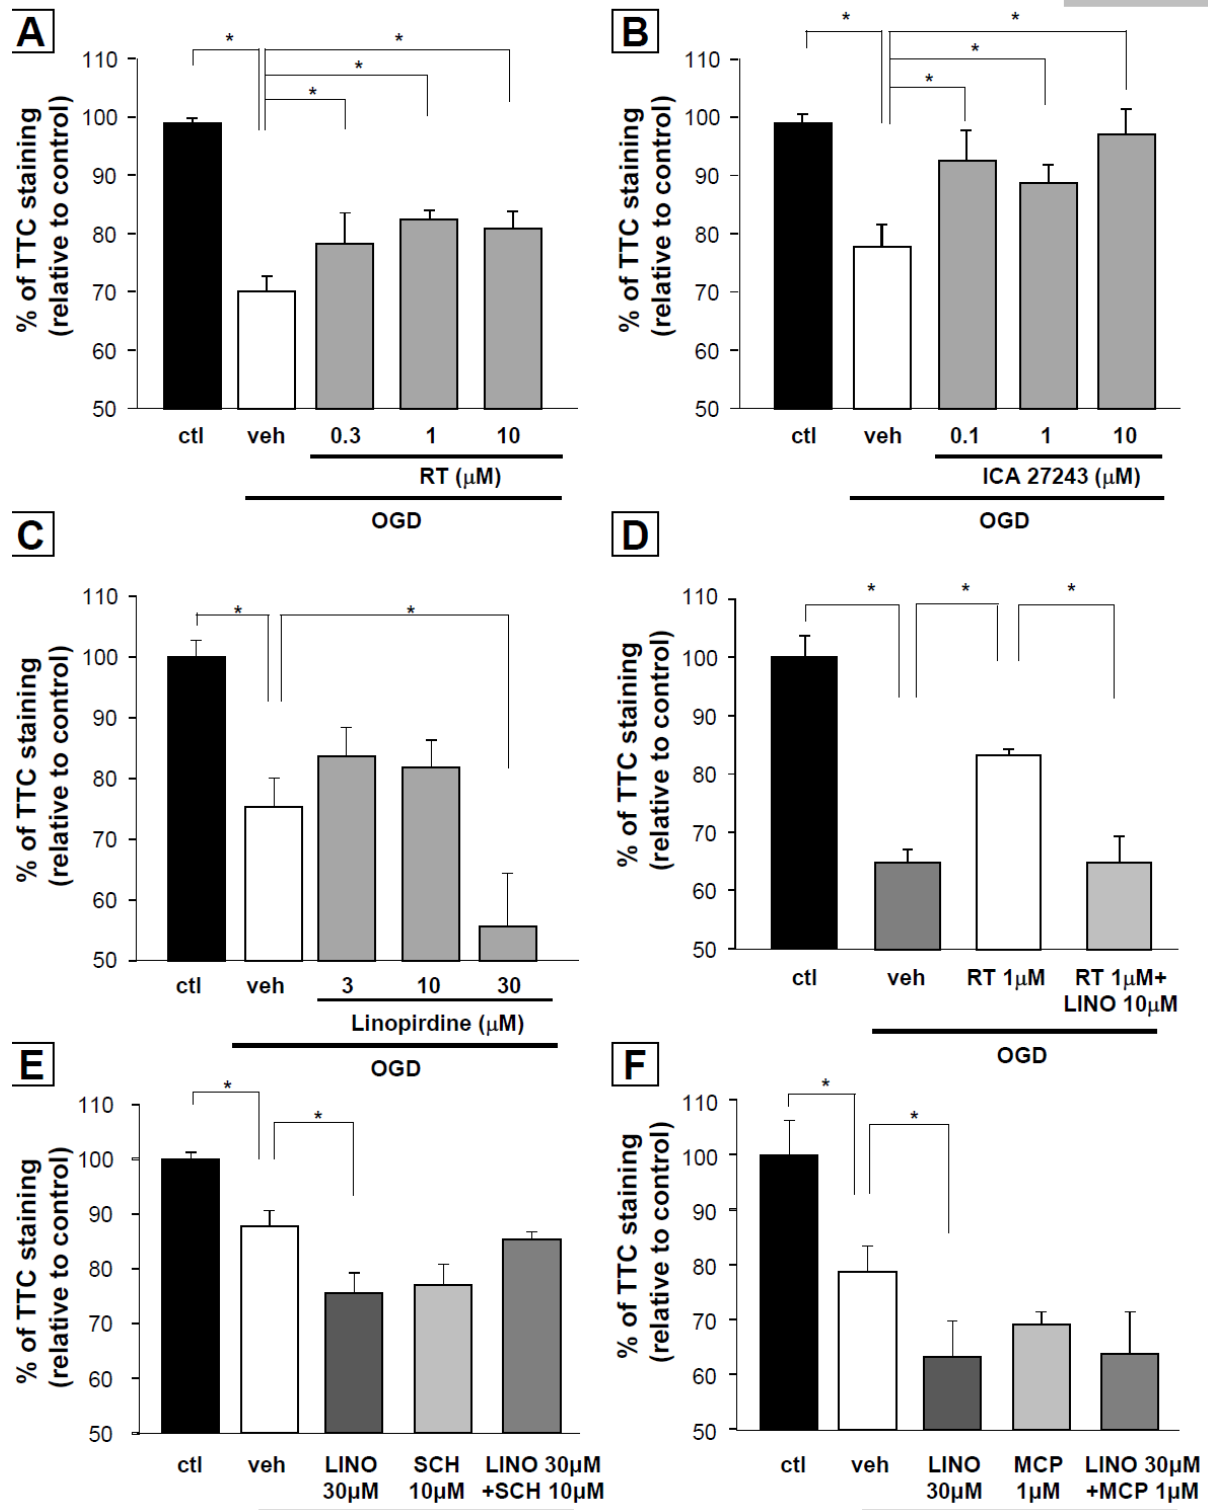 A
% of TTC staining
(relative to control)
110
100
90
80
70
60
50
* * * *
ctl veh 0.3 1 10
RT (μM)
OGD
B
% of TTC staining
(relative to control)
110
100
90
80
70
60
50
* * * *
ctl veh 0.1 1 10
ICA 27243 (μM)
OGD
C
% of TTC staining
(relative to control)
110
100
90
80
70
60
50
* *
ctl veh 3 10 30
Linopirdine (μM)
OGD
D
% of TTC staining
(relative to control)
110
100
90
80
70
60
50
* * *
ctl veh RT 1μM RT 1μM+
LINO 10μM
OGD
E
% of TTC staining
(relative to control)
110
100
90
80
70
60
50
* *
ctl veh LINO SCH LINO 30μM
30μM 10μM +SCH 10μM
F
% of TTC staining
(relative to control)
110
100
90
80
70
60
50
* *
ctl veh LINO MCP LINO 30μM
30μM 1μM +MCP 1μM